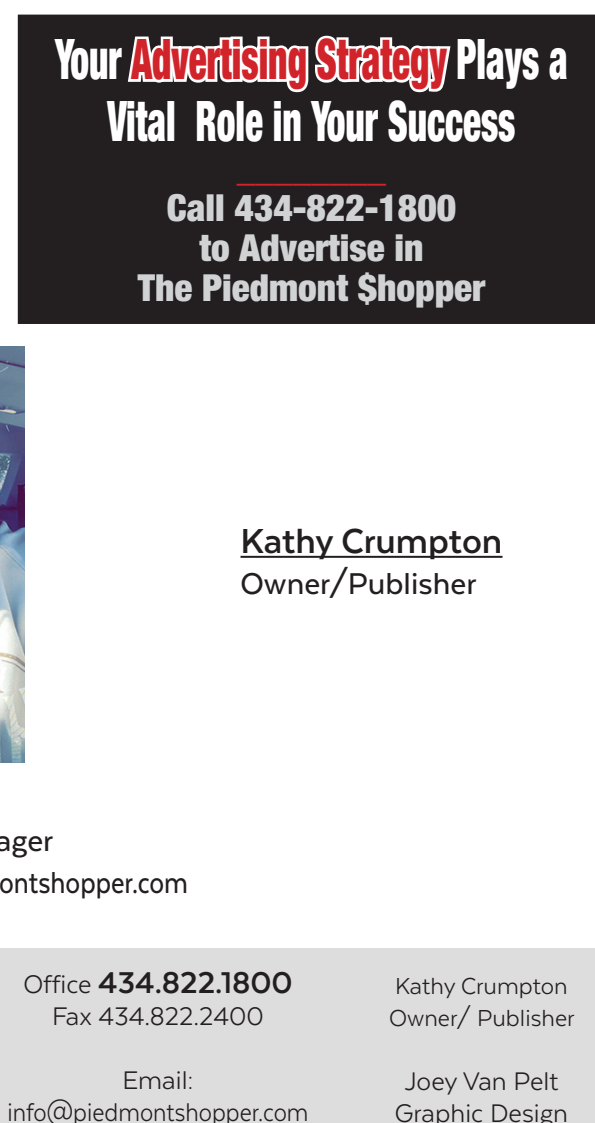 Your Advertising Strategy Plays a
Vital Role in Your Success
Call 434-822-1800
to Advertise in
The Piedmont $hopper
Kathy Crumpton
Owner/Publisher
ager
ontshopper.com
Office 434.822.1800
Fax 434.822.2400
Email:
info@piedmontshopper.com
Kathy Crumpton
Owner/ Publisher
Joey Van Pelt
Graphic Design